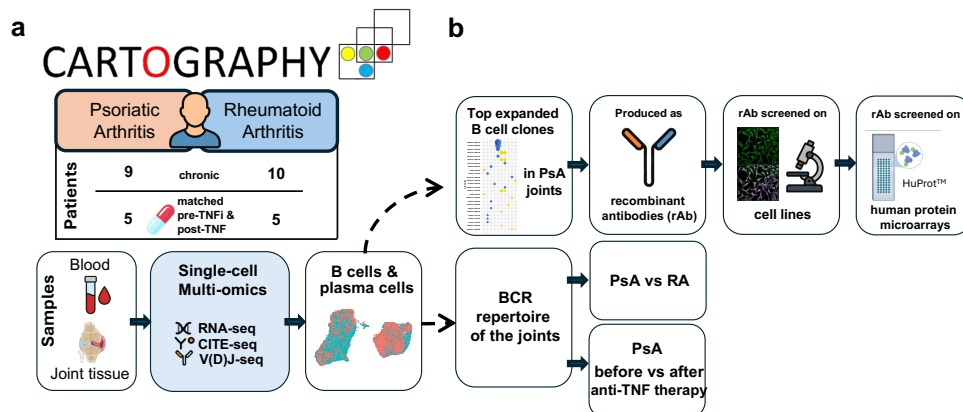 a
CARTOGRAPHY
Psoriatic
Arthritis
Rheumatoid
Arthritis
Patients
9 chronic 10
5 matched
pre-TNFi &
post-TNF 5
Samples
Blood
Joint tissue
Single-cell
Multi-omics
RNA-seq
CITE-seq
V(D)J-seq
B cells &
plasma cells
b
Top expanded
B cell clones
in PsA
joints
Produced as
recombinant
antibodies (rAb)
rAb screened on
cell lines
rAb screened on
HuProt™
human protein
microarrays
BCR
repertoire
of the joints
PsA vs RA
PsA
before vs after
anti-TNF therapy